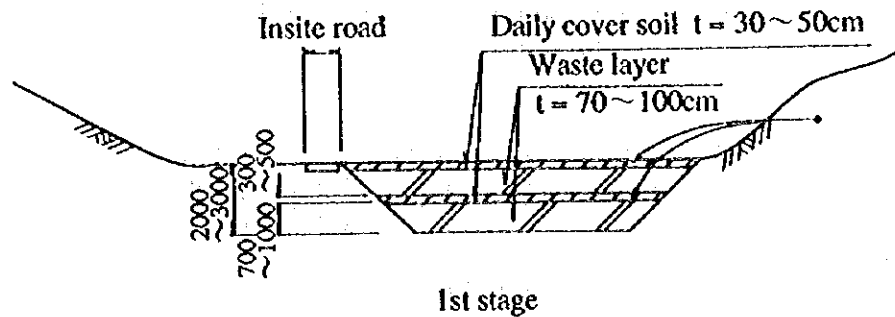 Insite road
Daily cover soil t = 30~50cm
Waste layer
t = 70~100cm
2000
~3000
300
~500
700
~1000
1st stage